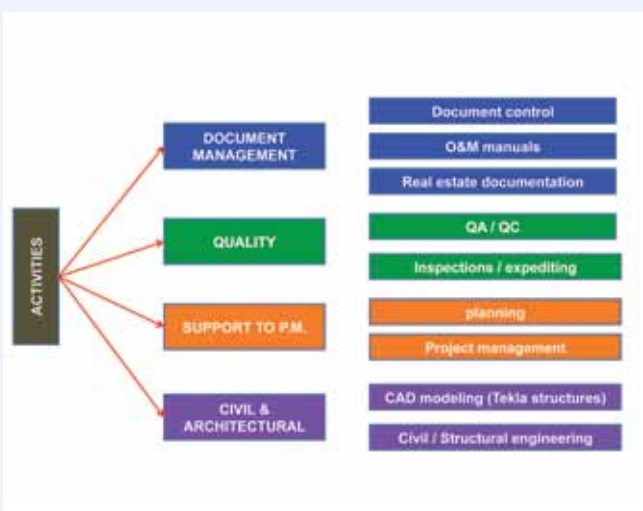 ACTIVITIES
DOCUMENT
MANAGEMENT
Document control
O&M manuals
Real estate documentation
QUALITY
QA / QC
Inspections / expediting
SUPPORT TO P.M.
planning
Project management
CIVIL &
ARCHITECTURAL
CAD modeling (Tekla structures)
Civil / Structural engineering